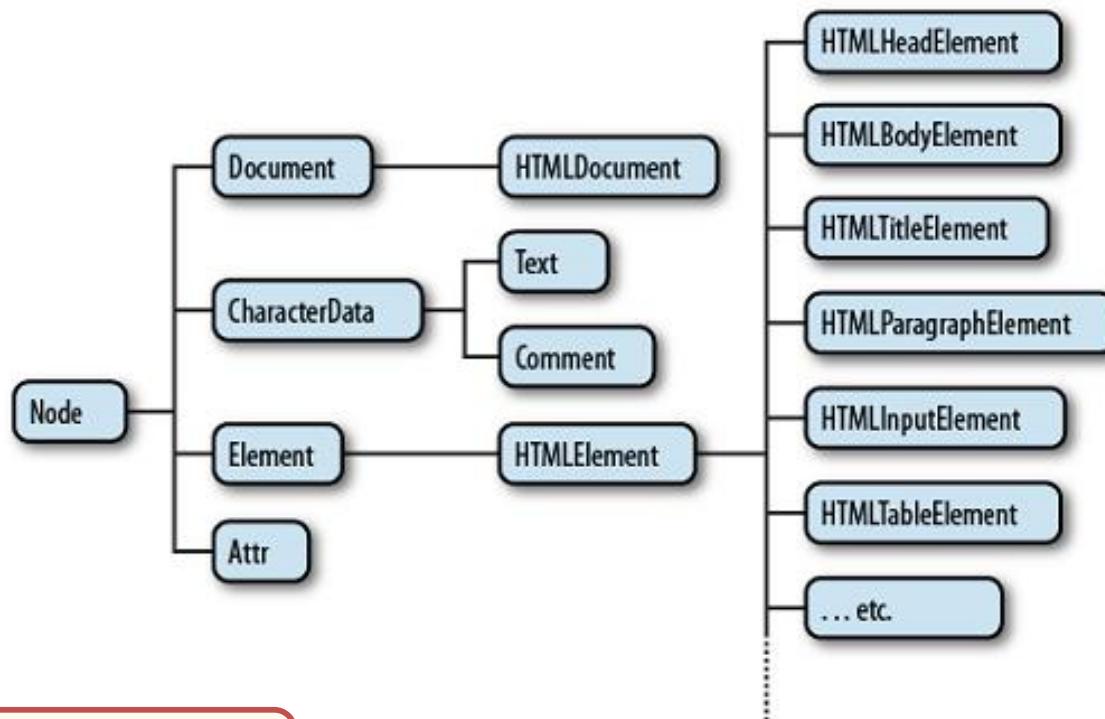 Node
Document
HTMLDocument
CharacterData
Text
Comment
Element
HTMLElement
Attr
HTMLHeadElement
HTMLBodyElement
HTMLTitleElement
HTMLParagraphElement
HTMLInputElement
HTMLTableElement
. . . etc.